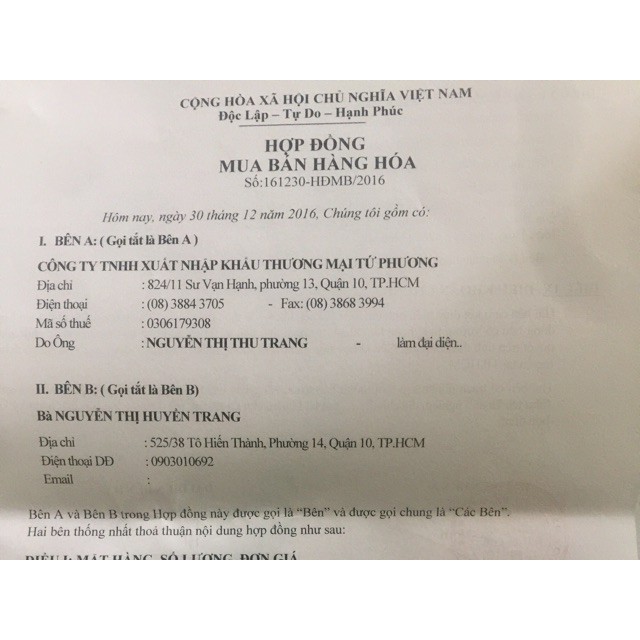 CỘNG HÒA XÃ HỘI CHỦ NGHĨA VIỆT NAM
Độc Lập – Tự Do – Hạnh Phúc
HỢP ĐỒNG
MUA BÁN HÀNG HÓA
Số:161230-HĐMB/2016
Hôm nay, ngày 30 tháng 12 năm 2016, Chúng tôi gồm có:
I. BÊN A: ( Gọi tắt là Bên A )
CÔNG TY TNHH XUẤT NHẬP KHẨU THƯƠNG MẠI TỨ PHƯƠNG
Địa chỉ : 824/11 Sư Vạn Hạnh, phường 13, Quận 10, TP.HCM
Điện thoại : (08) 3884 3705 - Fax: (08) 3868 3994
Mã số thuế : 0306179308
Do Ông : NGUYỄN THỊ THU TRANG - làm đại diện..
II. BÊN B: ( Gọi tắt là Bên B)
Bà NGUYỄN THỊ HUYỀN TRANG
Địa chỉ : 525/38 Tô Hiến Thành, Phường 14, Quận 10, TP.HCM
Điện thoại DĐ : 0903010692
Email :
Bên A và Bên B trong Hợp đồng này được gọi là “Bên” và được gọi chung là “Các Bên”.
Hai bên thống nhất thoả thuận nội dung hợp đồng như sau:
ĐIỀU I: MẶT HÀNG, SỐ LƯỢNG, ĐƠN GIÁ